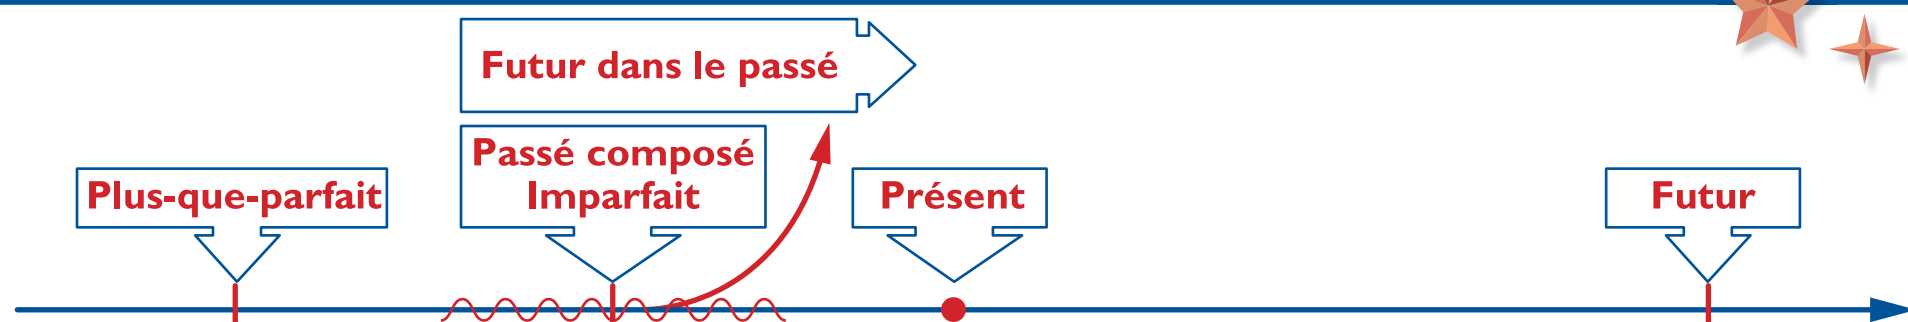 Futur dans le passé
Passé composé
Imparfait
Plus-que-parfait
Présent
Futur